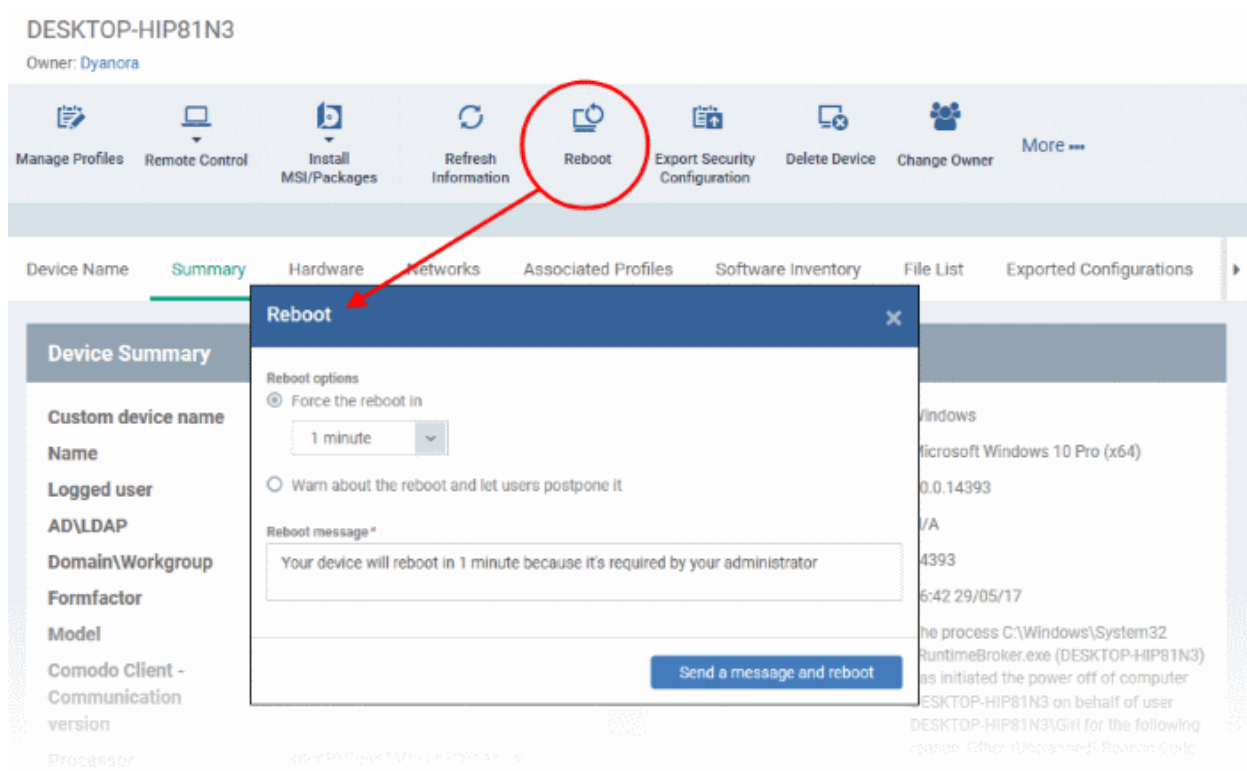 DESKTOP-HIP81N3
Owner: Dyanora
Manage Profiles
Remote Control
Install
MSI/Packages
Refresh
Information
Reboot
Export Security
Configuration
Delete Device
Change Owner
More
Device Name
Summary
Hardware
Networks
Associated Profiles
Software Inventory
File List
Exported Configurations
Reboot
Reboot options
Force the reboot in
1 minute
Warn about the reboot and let users postpone it
Reboot message*
Your device will reboot in 1 minute because it's required by your administrator
Send a message and reboot
Device Summary
Custom device name
Name
Logged user
AD\LDAP
Domain\Workgroup
Formfactor
Model
Comodo Client -
Communication
version
Processor
indows
icrosoft Windows 10 Pro (x64)
0.0.14393
/A
4393
6:42 29/05/17
he process C:\Windows\System32
\RuntimeBroker.exe (DESKTOP-HIP81N3)
as initiated the power off of computer
DESKTOP-HIP81N3 on behalf of user
DESKTOP-HIP81N3\Girl for the following